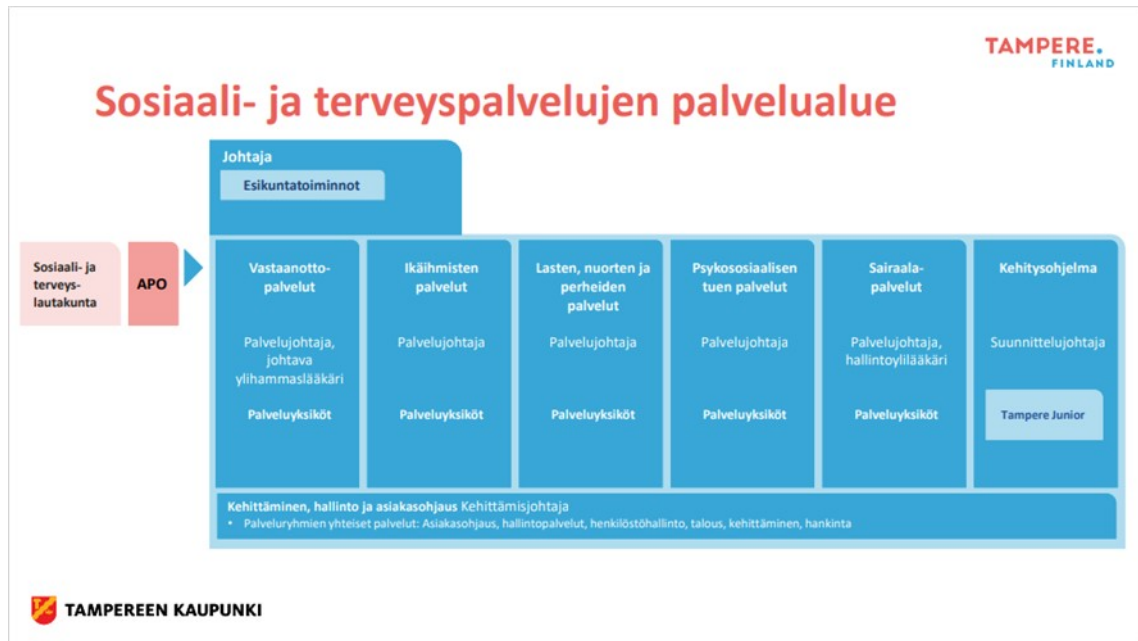 TAMPERE.
FINLAND
Sosiaali- ja terveyspalvelujen palvelualue
Johtaja
Esikuntatoiminnot
Sosiaali- ja
terveys-
lautakunta
APO
Vastaanotto-
palvelut
Palvelujohtaja,
johtava
ylihammaslääkäri
Palveluyksiköt
Ikäihmisten
palvelut
Palvelujohtaja
Palveluyksiköt
Lasten, nuorten ja
perheiden
palvelut
Palvelujohtaja
Palveluyksiköt
Psykososiaalisen
tuen palvelut
Palvelujohtaja
Palveluyksiköt
Sairaala-
palvelut
Palvelujohtaja,
hallintoylilääkäri
Palveluyksiköt
Kehitysohjelma
Suunnittelujohtaja
Tampere Junior
Kehittäminen, hallinto ja asiakasohjaus Kehittämisjohtaja
• Palveluryhmien yhteiset palvelut: Asiakasohjaus, hallintopalvelut, henkilöstöhallinto, talous, kehittäminen, hankinta
TAMPEREEN KAUPUNKI